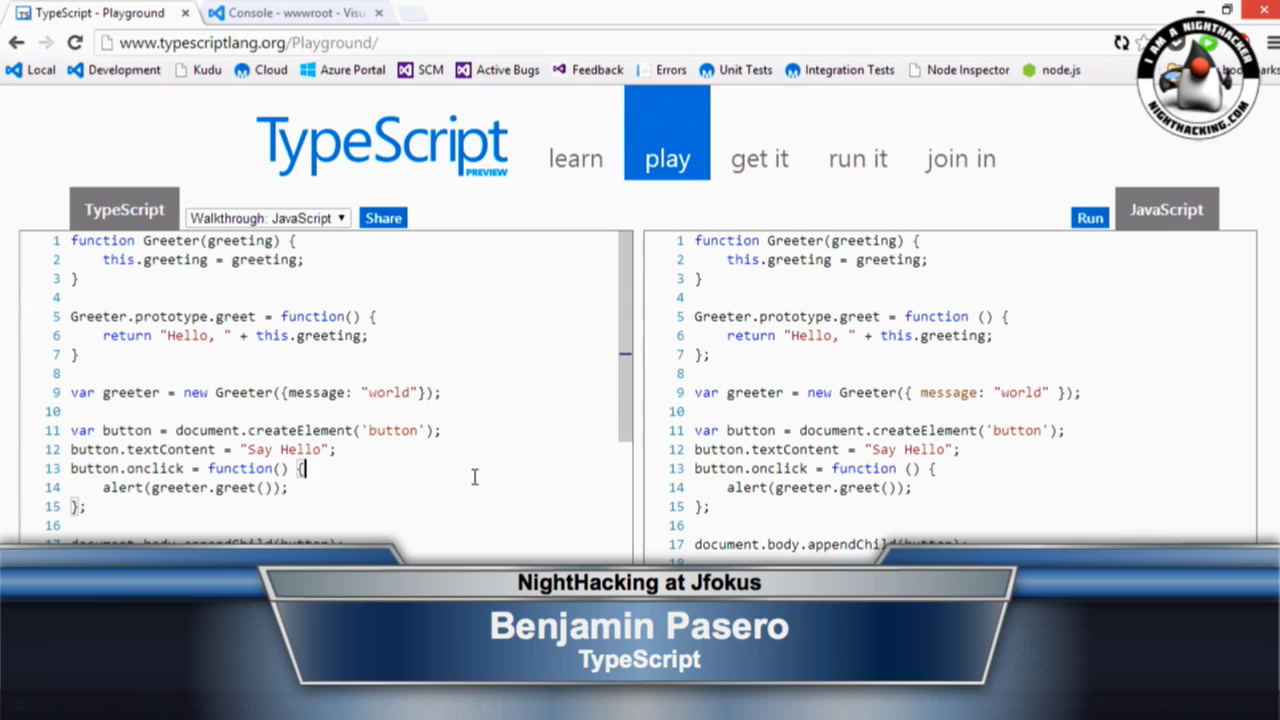 TypeScript - Playground
Console - wwwroot - Visu
www.typescriptlang.org/Playground/
Local Development Kudu Cloud Azure Portal SCM Active Bugs Feedback Errors Unit Tests Integration Tests Node Inspector node.js
I AM A NIGHTHACKER
NIGHTHACKING.COM
TypeScript
PREVIEW
learn play get it run it join in
TypeScript
Walkthrough: JavaScript
Share
Run
JavaScript
1 function Greeter(greeting) {
2 this.greeting = greeting;
3 }
4
5 Greeter.prototype.greet = function() {
6 return "Hello, " + this.greeting;
7 }
8
9 var greeter = new Greeter({message: "world"});
10
11 var button = document.createElement('button');
12 button.textContent = "Say Hello";
13 button.onclick = function() {
14 alert(greeter.greet());
15 };
16
1 function Greeter(greeting) {
2 this.greeting = greeting;
3 }
4
5 Greeter.prototype.greet = function () {
6 return "Hello, " + this.greeting;
7 };
8
9 var greeter = new Greeter({ message: "world" });
10
11 var button = document.createElement('button');
12 button.textContent = "Say Hello";
13 button.onclick = function () {
14 alert(greeter.greet());
15 };
16
17 document.body.appendChild(button);
NightHacking at Jfokus
Benjamin Pasero
TypeScript